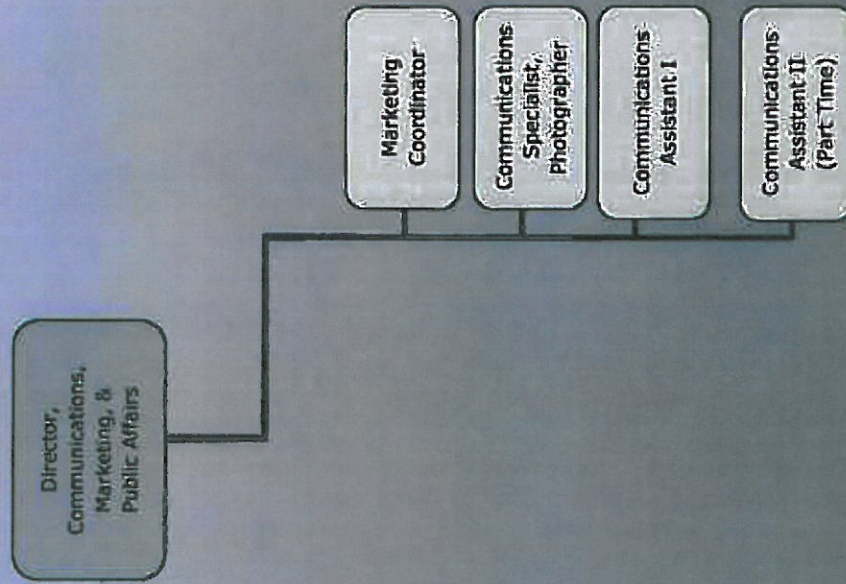 Director,
Communications,
Marketing, &
Public Affairs
Marketing
Coordinator
Communications
Specialist,
Photographer
Communications
Assistant I
Communications
Assistant II
(Part Time)